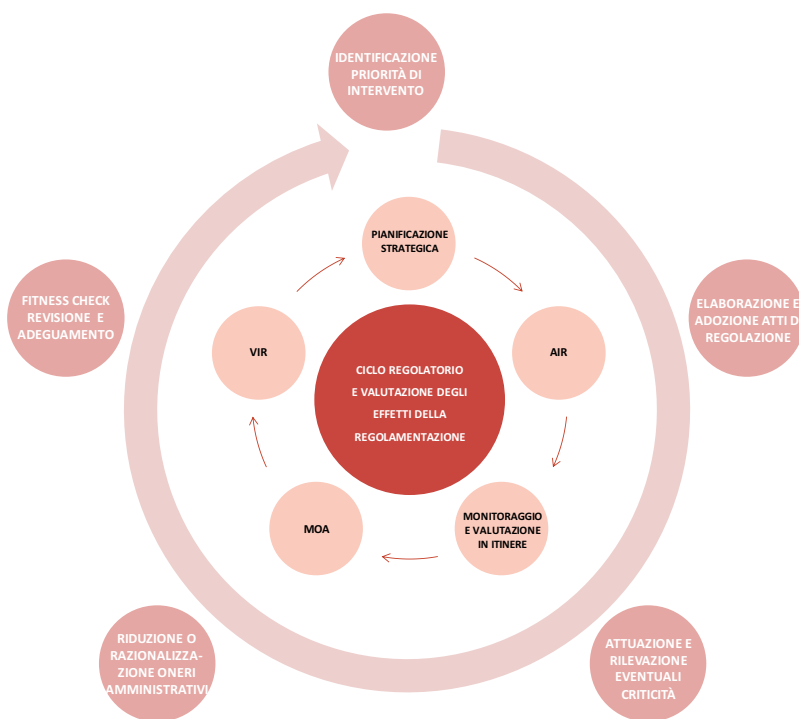 IDENTIFICAZIONE
PRIORITÀ DI
INTERVENTO
PIANIFICAZIONE
STRATEGICA
FITNESS CHECK
REVISIONE E
ADEGUAMENTO
ELABORAZIONE E
ADOZIONE ATTI DI
REGOLAZIONE
VIR
AIR
CICLO REGOLATORIO
E VALUTAZIONE DEGLI
EFFETTI DELLA
REGOLAMENTAZIONE
MOA
MONITORAGGIO
E VALUTAZIONE
IN ITINERE
RIDUZIONE O
RAZIONALIZZA-
ZIONE ONERI
AMMINISTRATIVI
ATTUAZIONE E
RILEVAZIONE
EVENTUALI
CRITICITÀ